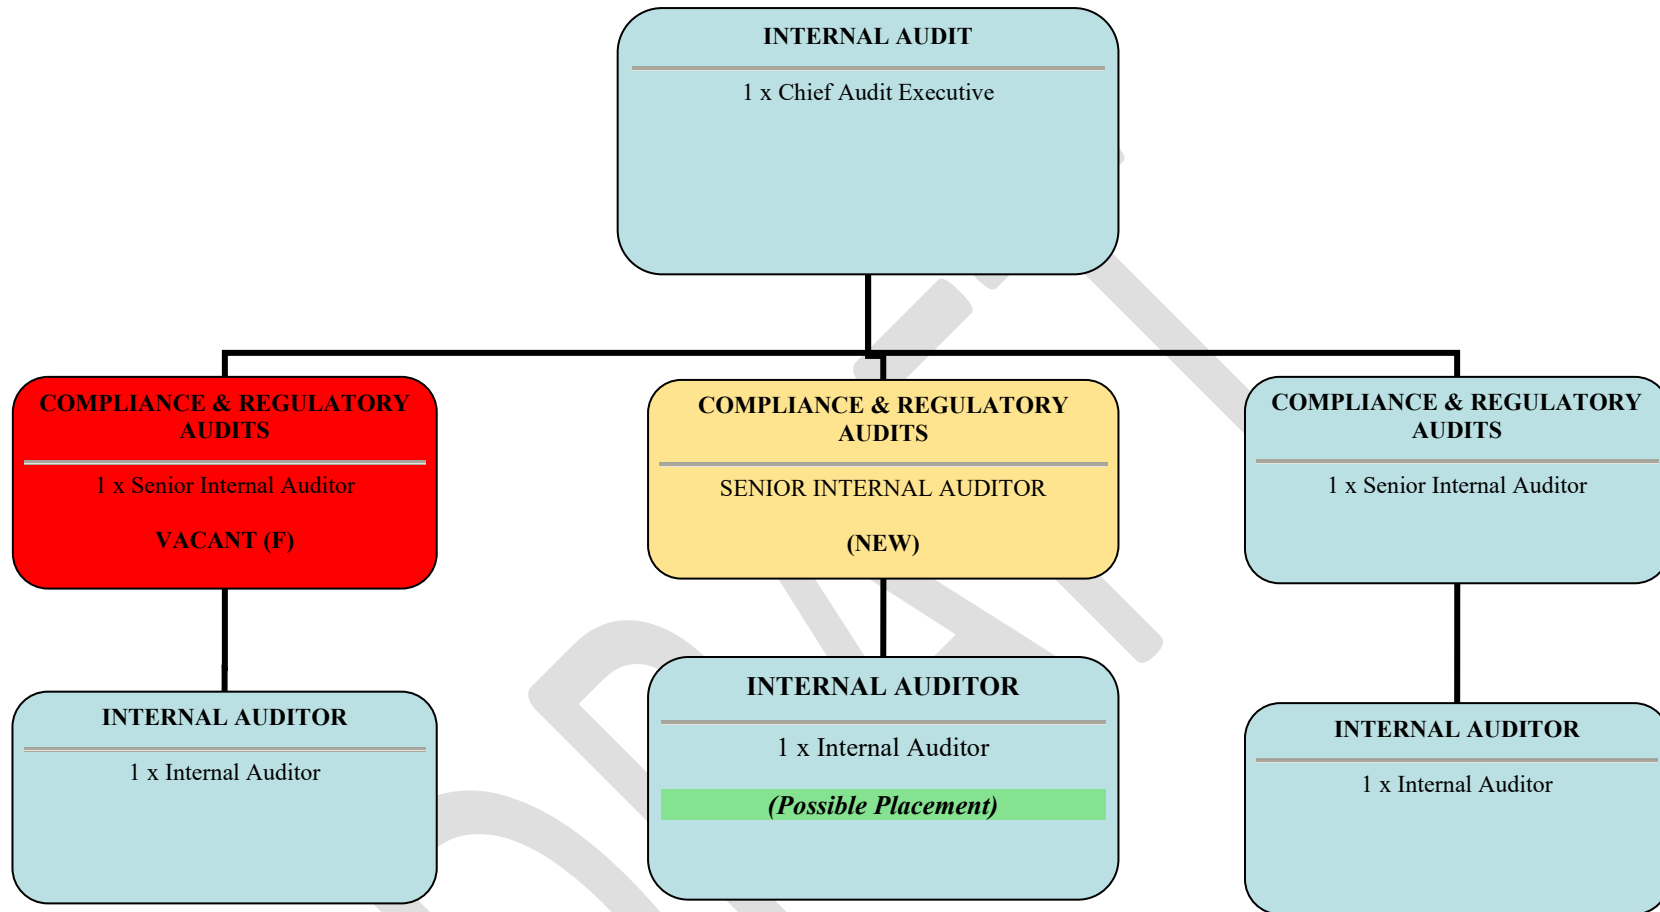 INTERNAL AUDIT
1 x Chief Audit Executive
COMPLIANCE & REGULATORY
AUDITS
1 x Senior Internal Auditor
VACANT (F)
COMPLIANCE & REGULATORY
AUDITS
SENIOR INTERNAL AUDITOR
(NEW)
COMPLIANCE & REGULATORY
AUDITS
1 x Senior Internal Auditor
INTERNAL AUDITOR
1 x Internal Auditor
INTERNAL AUDITOR
1 x Internal Auditor
(Possible Placement)
INTERNAL AUDITOR
1 x Internal Auditor
DRAFT